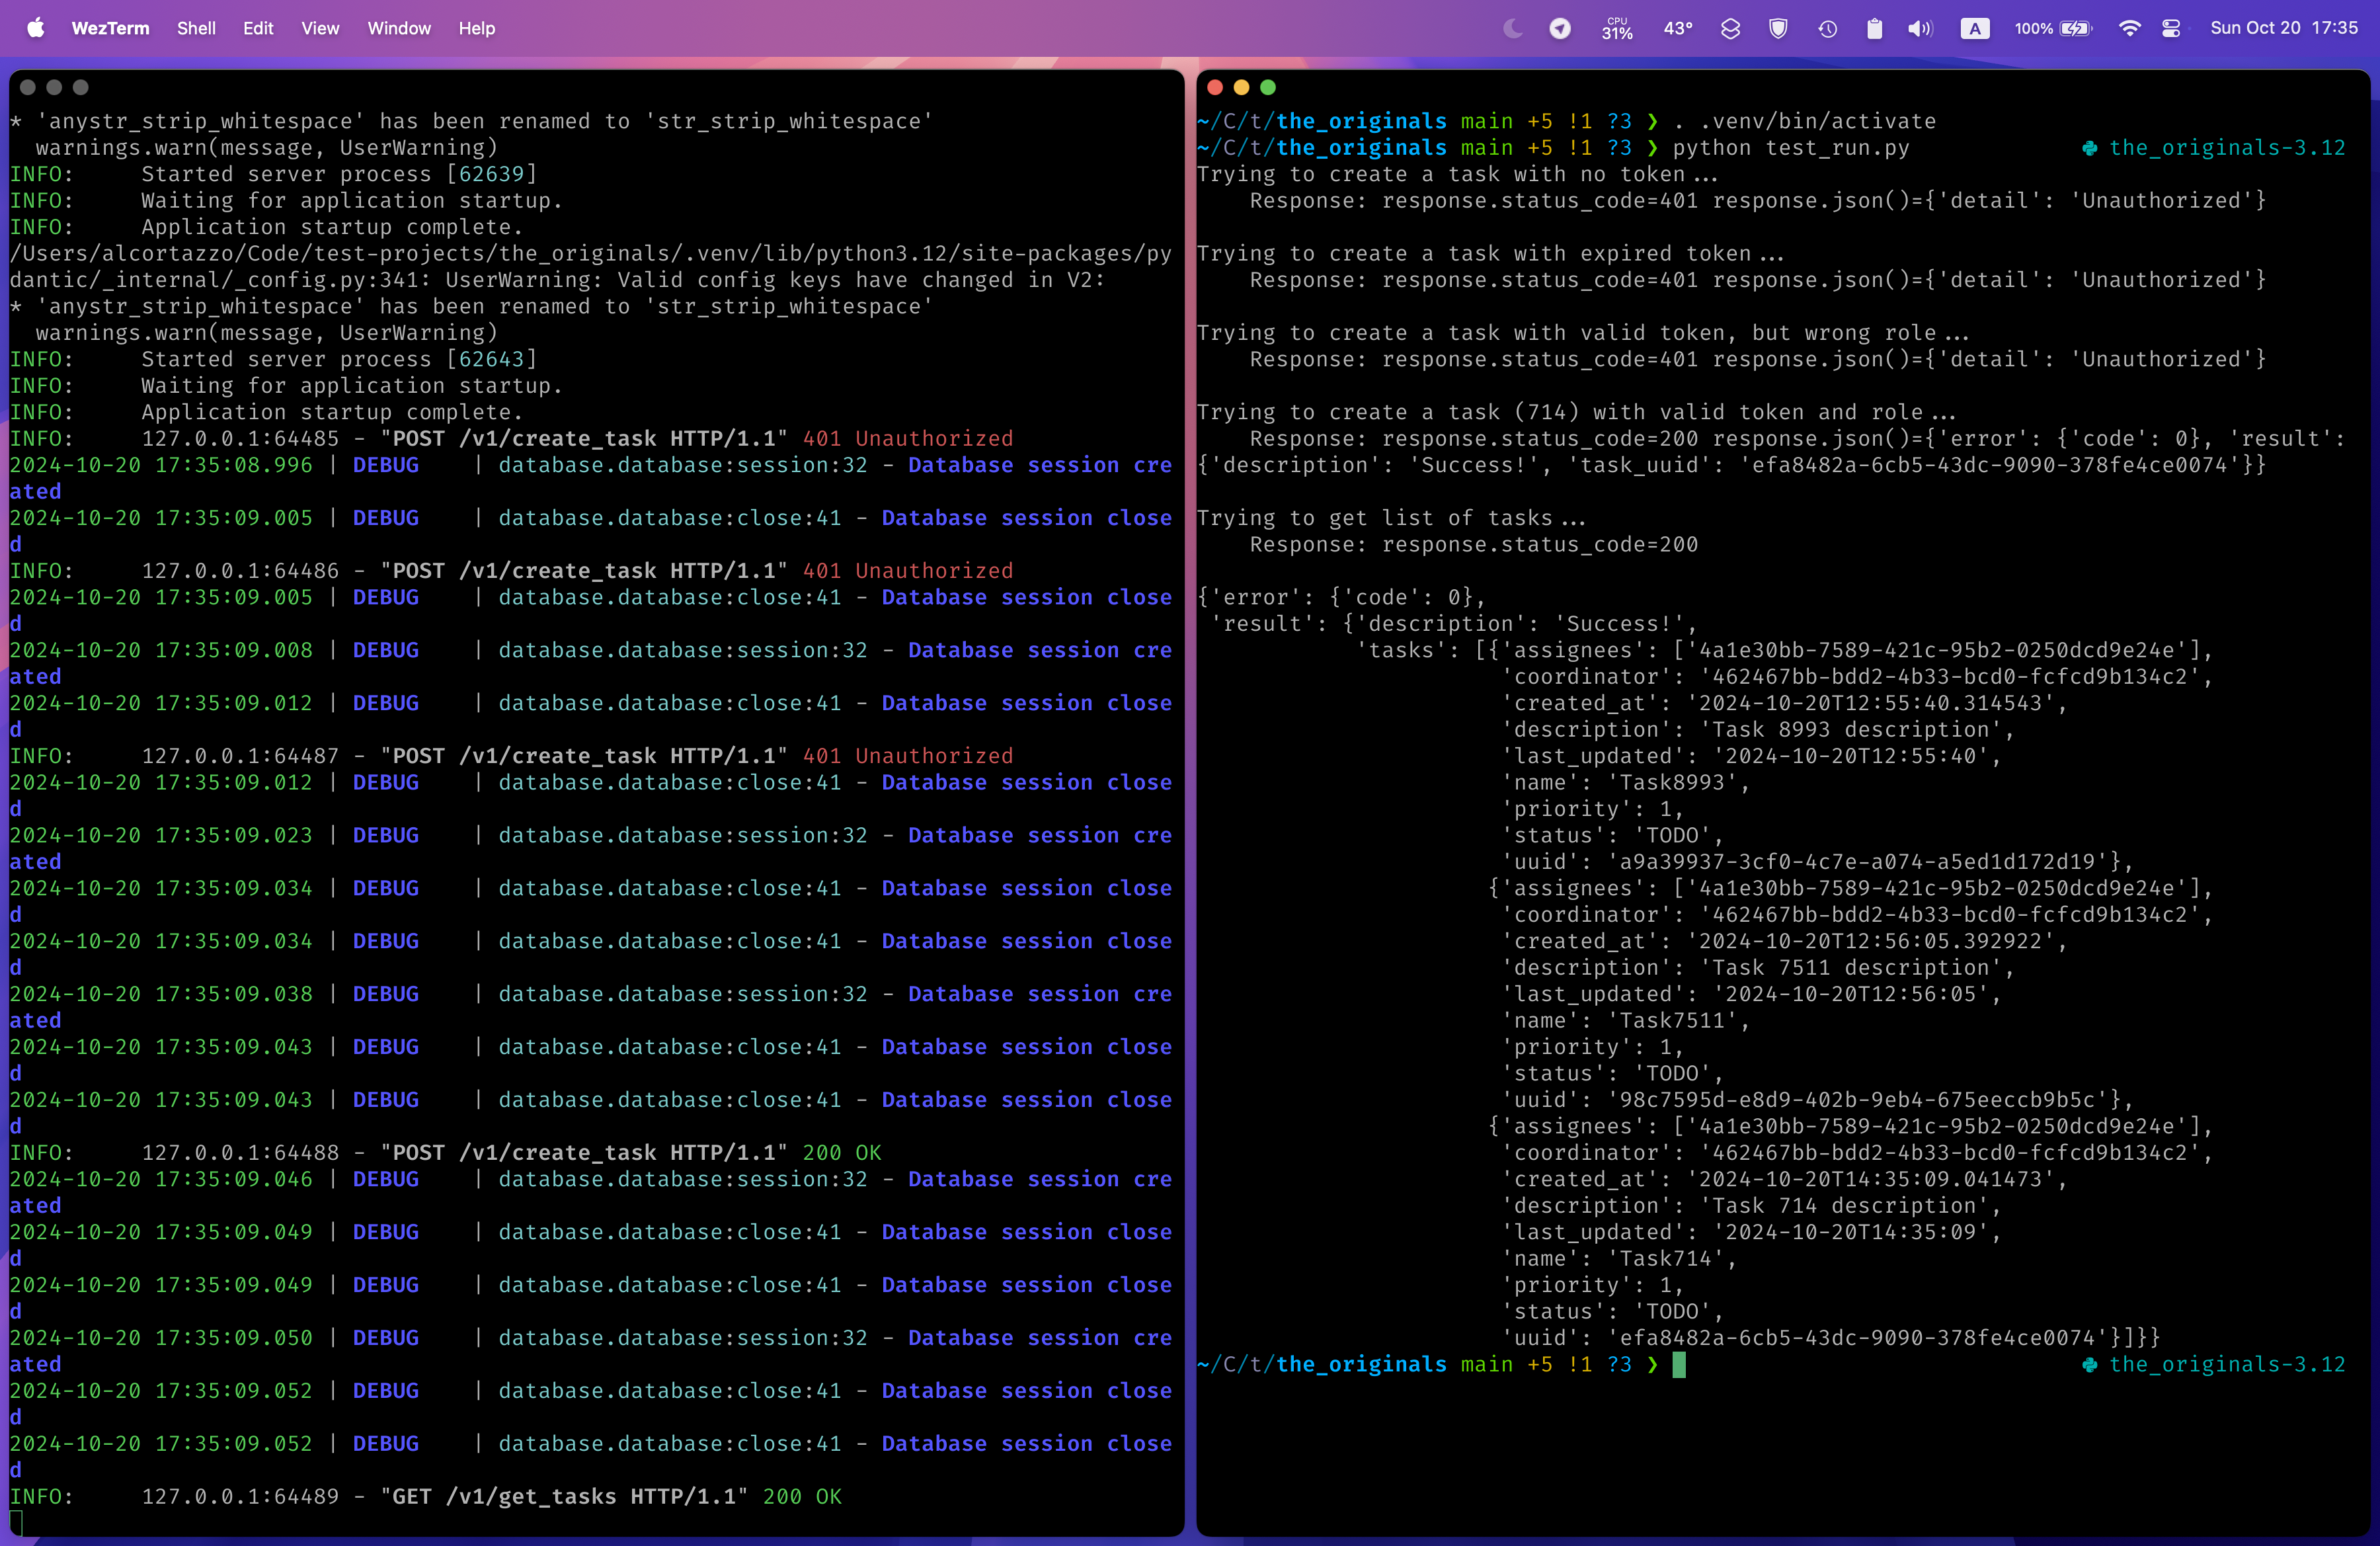 WezTerm Shell Edit View Window Help CPU 31% 43° A 100% Sun Oct 20 17:35
* 'anystr_strip_whitespace' has been renamed to 'str_strip_whitespace'
  warnings.warn(message, UserWarning)
INFO:     Started server process [62639]
INFO:     Waiting for application startup.
INFO:     Application startup complete.
/Users/alcortazzo/Code/test-projects/the_originals/.venv/lib/python3.12/site-packages/py
dantic/_internal/_config.py:341: UserWarning: Valid config keys have changed in V2:
* 'anystr_strip_whitespace' has been renamed to 'str_strip_whitespace'
  warnings.warn(message, UserWarning)
INFO:     Started server process [62643]
INFO:     Waiting for application startup.
INFO:     Application startup complete.
INFO:     127.0.0.1:64485 - "POST /v1/create_task HTTP/1.1" 401 Unauthorized
2024-10-20 17:35:08.996 | DEBUG    | database.database:session:32 - Database session cre
ated
2024-10-20 17:35:09.005 | DEBUG    | database.database:close:41 - Database session close
d
INFO:     127.0.0.1:64486 - "POST /v1/create_task HTTP/1.1" 401 Unauthorized
2024-10-20 17:35:09.005 | DEBUG    | database.database:close:41 - Database session close
d
2024-10-20 17:35:09.008 | DEBUG    | database.database:session:32 - Database session cre
ated
2024-10-20 17:35:09.012 | DEBUG    | database.database:close:41 - Database session close
d
INFO:     127.0.0.1:64487 - "POST /v1/create_task HTTP/1.1" 401 Unauthorized
2024-10-20 17:35:09.012 | DEBUG    | database.database:close:41 - Database session close
d
2024-10-20 17:35:09.023 | DEBUG    | database.database:session:32 - Database session cre
ated
2024-10-20 17:35:09.034 | DEBUG    | database.database:close:41 - Database session close
d
2024-10-20 17:35:09.034 | DEBUG    | database.database:close:41 - Database session close
d
2024-10-20 17:35:09.038 | DEBUG    | database.database:session:32 - Database session cre
ated
2024-10-20 17:35:09.043 | DEBUG    | database.database:close:41 - Database session close
d
2024-10-20 17:35:09.043 | DEBUG    | database.database:close:41 - Database session close
d
INFO:     127.0.0.1:64488 - "POST /v1/create_task HTTP/1.1" 200 OK
2024-10-20 17:35:09.046 | DEBUG    | database.database:session:32 - Database session cre
ated
2024-10-20 17:35:09.049 | DEBUG    | database.database:close:41 - Database session close
d
2024-10-20 17:35:09.049 | DEBUG    | database.database:close:41 - Database session close
d
2024-10-20 17:35:09.050 | DEBUG    | database.database:session:32 - Database session cre
ated
2024-10-20 17:35:09.052 | DEBUG    | database.database:close:41 - Database session close
d
2024-10-20 17:35:09.052 | DEBUG    | database.database:close:41 - Database session close
d
INFO:     127.0.0.1:64489 - "GET /v1/get_tasks HTTP/1.1" 200 OK
~/C/t/the_originals main +5 !1 ?3 ❯ . .venv/bin/activate
~/C/t/the_originals main +5 !1 ?3 ❯ python test_run.py the_originals-3.12
Trying to create a task with no token...
    Response: response.status_code=401 response.json()={'detail': 'Unauthorized'}
Trying to create a task with expired token...
    Response: response.status_code=401 response.json()={'detail': 'Unauthorized'}
Trying to create a task with valid token, but wrong role...
    Response: response.status_code=401 response.json()={'detail': 'Unauthorized'}
Trying to create a task (714) with valid token and role...
    Response: response.status_code=200 response.json()={'error': {'code': 0}, 'result':
{'description': 'Success!', 'task_uuid': 'efa8482a-6cb5-43dc-9090-378fe4ce0074'}}
Trying to get list of tasks...
    Response: response.status_code=200
{'error': {'code': 0},
 'result': {'description': 'Success!',
            'tasks': [{'assignees': ['4a1e30bb-7589-421c-95b2-0250dcd9e24e'],
                       'coordinator': '462467bb-bdd2-4b33-bcd0-fcfcd9b134c2',
                       'created_at': '2024-10-20T12:55:40.314543',
                       'description': 'Task 8993 description',
                       'last_updated': '2024-10-20T12:55:40',
                       'name': 'Task8993',
                       'priority': 1,
                       'status': 'TODO',
                       'uuid': 'a9a39937-3cf0-4c7e-a074-a5ed1d172d19'},
                      {'assignees': ['4a1e30bb-7589-421c-95b2-0250dcd9e24e'],
                       'coordinator': '462467bb-bdd2-4b33-bcd0-fcfcd9b134c2',
                       'created_at': '2024-10-20T12:56:05.392922',
                       'description': 'Task 7511 description',
                       'last_updated': '2024-10-20T12:56:05',
                       'name': 'Task7511',
                       'priority': 1,
                       'status': 'TODO',
                       'uuid': '98c7595d-e8d9-402b-9eb4-675eeccb9b5c'},
                      {'assignees': ['4a1e30bb-7589-421c-95b2-0250dcd9e24e'],
                       'coordinator': '462467bb-bdd2-4b33-bcd0-fcfcd9b134c2',
                       'created_at': '2024-10-20T14:35:09.041473',
                       'description': 'Task 714 description',
                       'last_updated': '2024-10-20T14:35:09',
                       'name': 'Task714',
                       'priority': 1,
                       'status': 'TODO',
                       'uuid': 'efa8482a-6cb5-43dc-9090-378fe4ce0074'}]}}
~/C/t/the_originals main +5 !1 ?3 ❯ the_originals-3.12